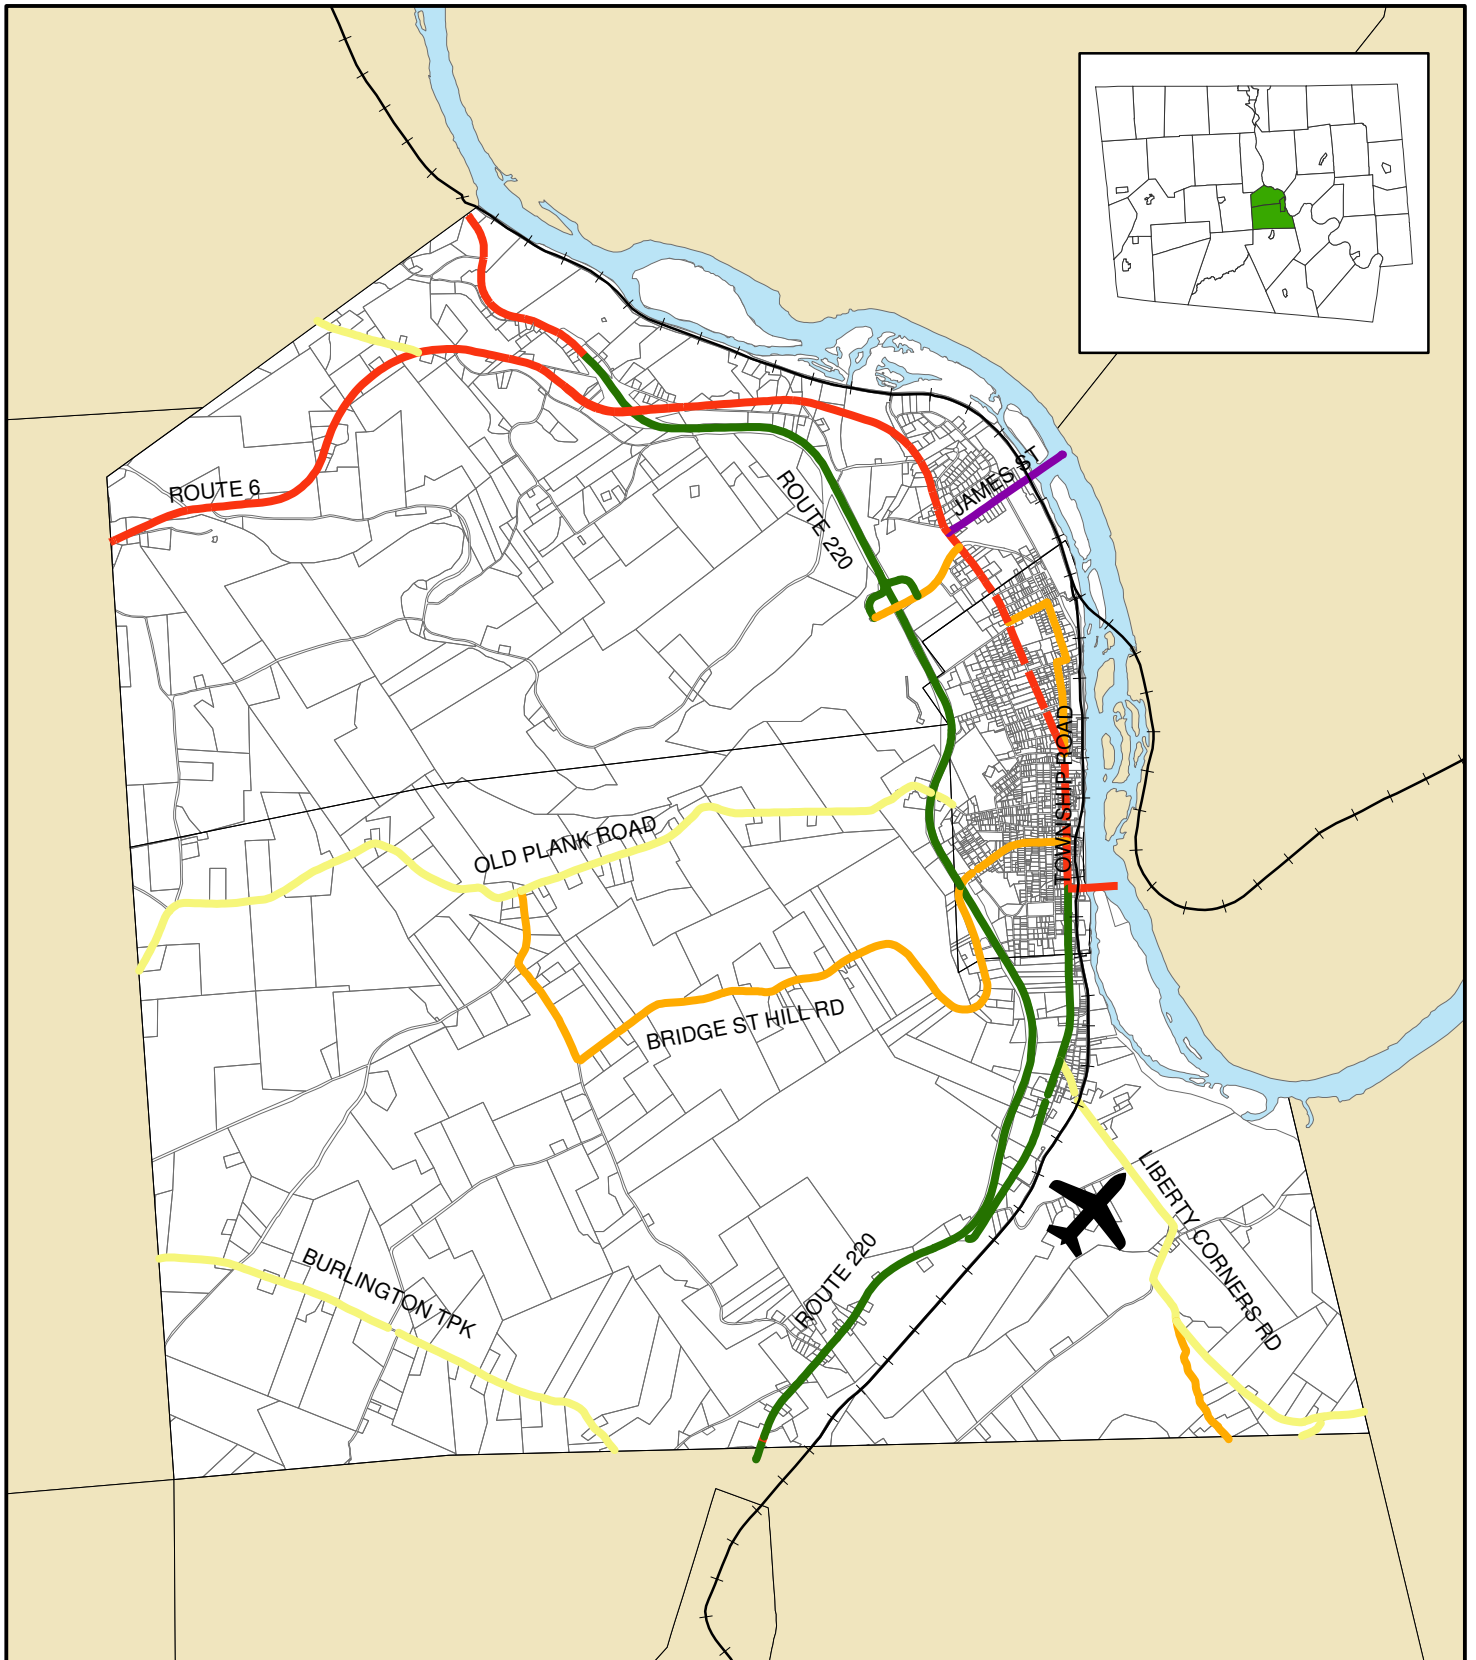 JAMES ST
ROUTE 6
ROUTE 220
TOWNSHIP ROAD
OLD PLANK ROAD
BRIDGE ST HILL RD
LIBERTY CORNERS RD
ROUTE 220
BURLINGTON TPK